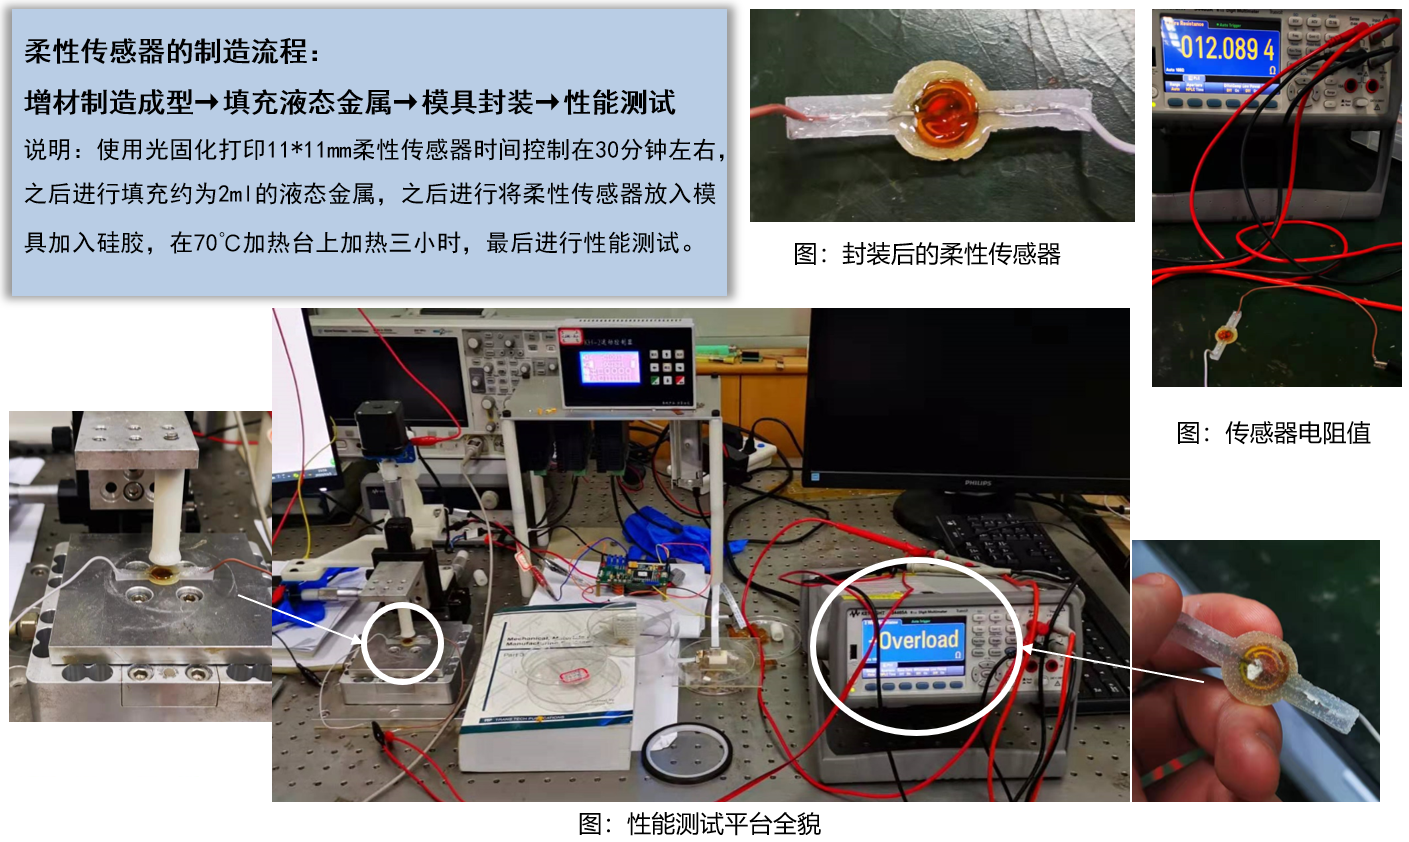 柔性传感器的制造流程：
增材制造成型→填充液态金属→模具封装→性能测试
说明：使用光固化打印11*11mm柔性传感器时间控制在30分钟左右，
之后进行填充约为2ml的液态金属，之后进行将柔性传感器放入模
具加入硅胶，在70℃加热台上加热三小时，最后进行性能测试。
图：封装后的柔性传感器
012.089 4
Ω
图：传感器电阻值
PHILIPS
Overload
Ω
Mechanical, Materials
Manufacturing
TRANS TECH PUBLICATIONS
图：性能测试平台全貌